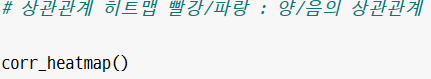 # 상관관계 히트맵 빨강/파랑 : 양/음의 상관관계
corr_heatmap()